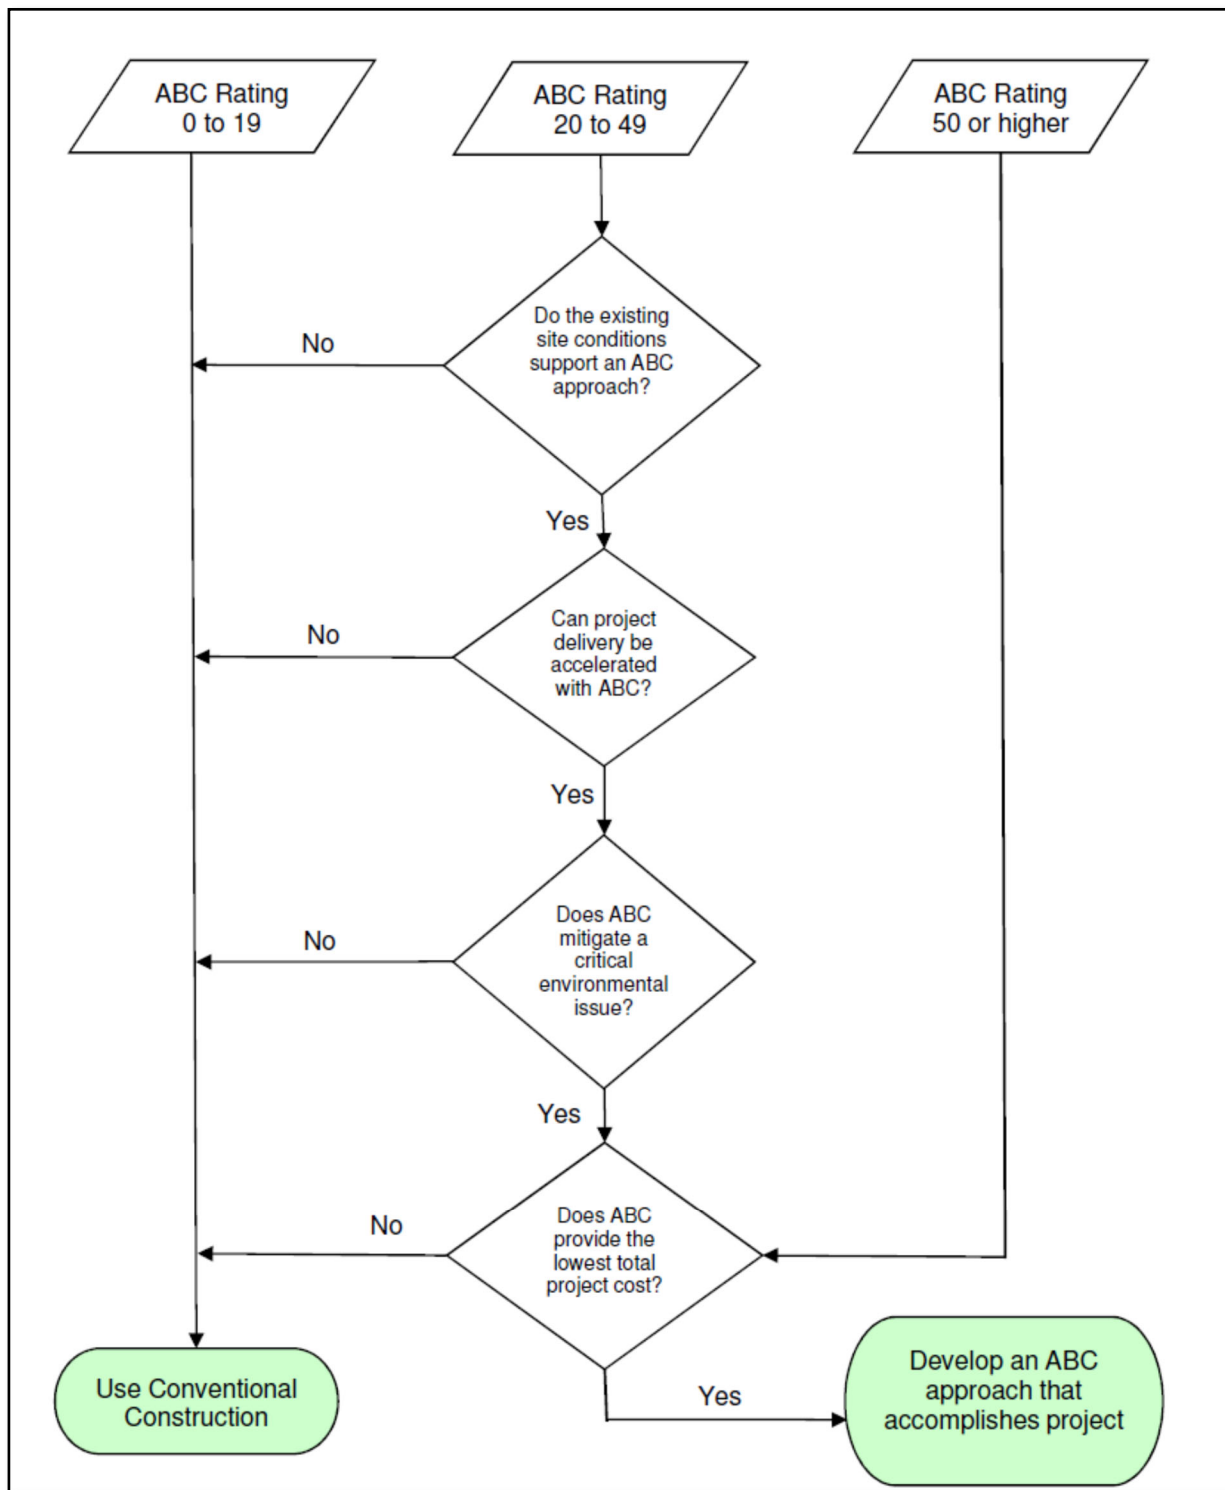 ABC Rating
0 to 19
ABC Rating
20 to 49
ABC Rating
50 or higher
Do the existing
site conditions
support an ABC
approach?
No
Yes
Can project
delivery be
accelerated
with ABC?
No
Yes
Does ABC
mitigate a
critical
environmental
issue?
No
Yes
Does ABC
provide the
lowest total
project cost?
No
Yes
Use Conventional
Construction
Develop an ABC
approach that
accomplishes project